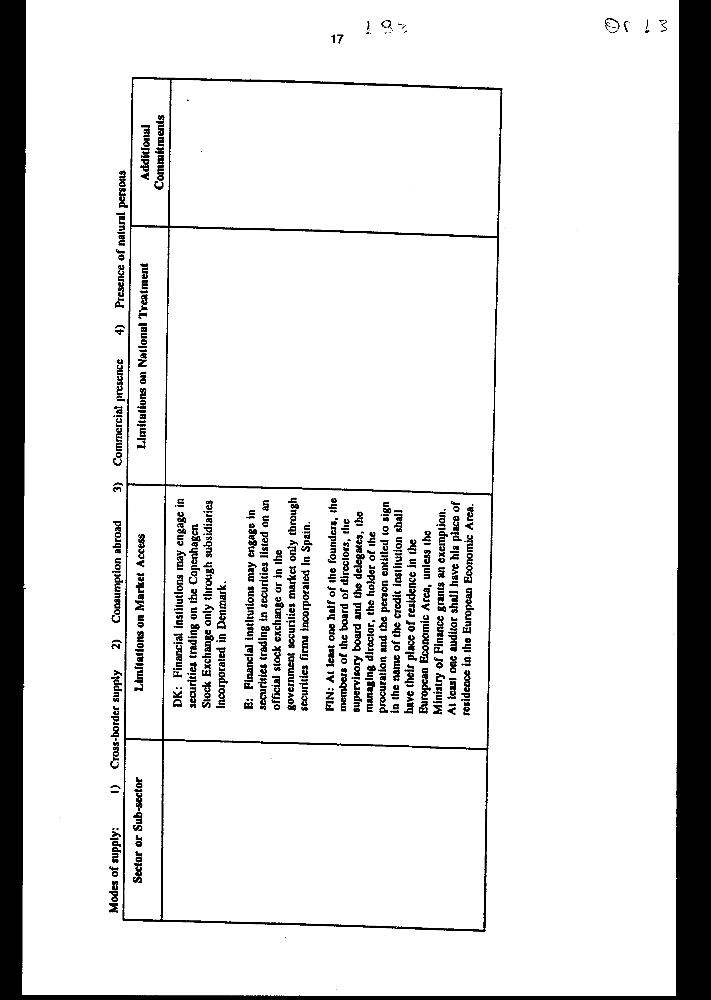 193
17
Modes of supply: 1) Cross-border supply 2) Consumption abroad 3) Commercial presence 4) Presence of natural persons
Sector or Sub-sector
Limitations on Market Access
Limitations on National Treatment
Additional
Commitments
DK: Financial institutions may engage in
securities trading on the Copenhagen
Stock Exchange only through subsidiaries
incorporated in Denmark.
E: Financial institutions may engage in
securities trading in securities listed on an
official stock exchange or in the
government securities market only through
securities firms incorporated in Spain.
FIN: At least one half of the founders, the
members of the board of directors, the
supervisory board and the delegates, the
managing director, the holder of the
procuration and the person entitled to sign
in the name of the credit institution shall
have their place of residence in the
European Economic Area, unless the
Ministry of Finance grants an exemption.
At least one auditor shall have his place of
residence in the European Economic Area.